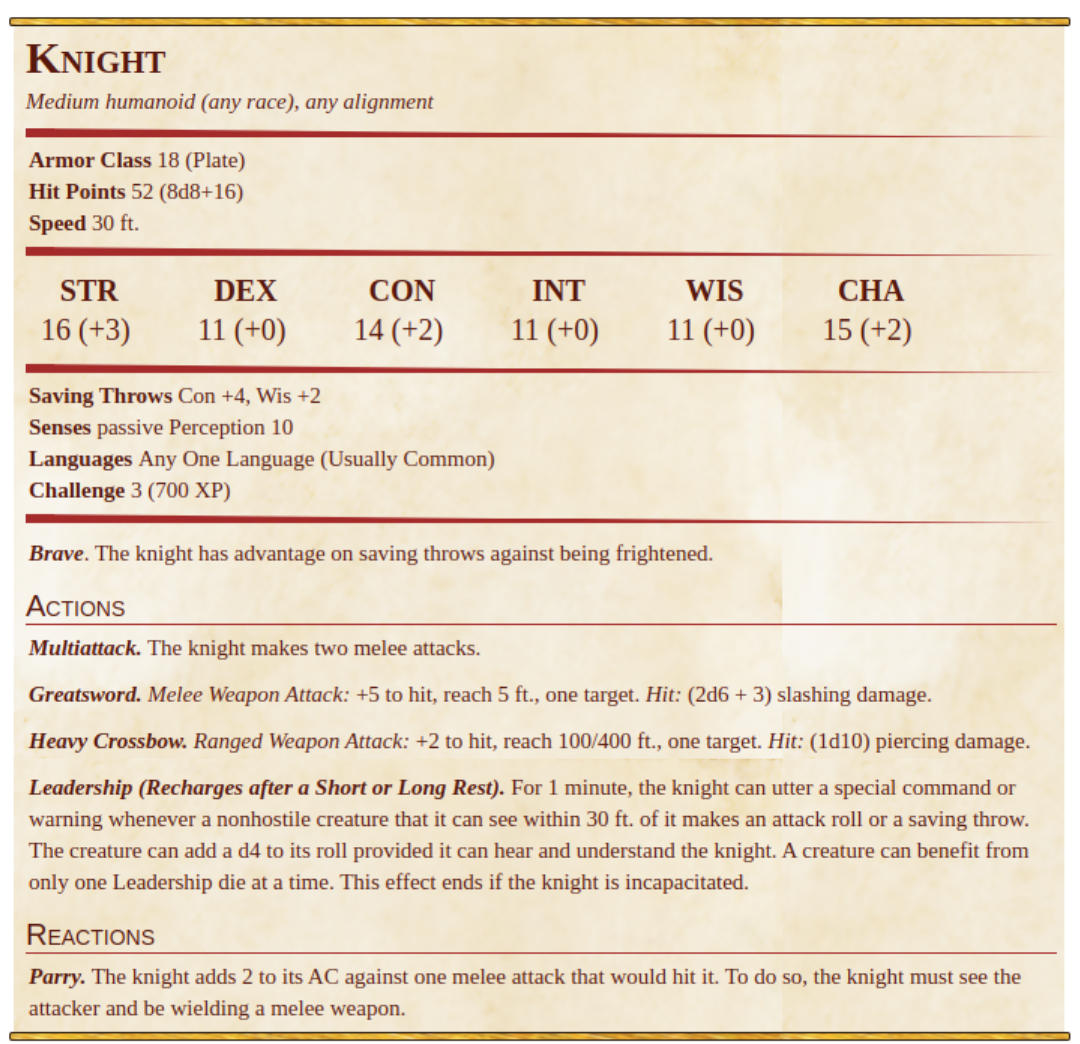 Knight
Medium humanoid (any race), any alignment
Armor Class 18 (Plate)
Hit Points 52 (8d8+16)
Speed 30 ft.
STR DEX CON INT WIS CHA
16 (+3) 11 (+0) 14 (+2) 11 (+0) 11 (+0) 15 (+2)
Saving Throws Con +4, Wis +2
Senses passive Perception 10
Languages Any One Language (Usually Common)
Challenge 3 (700 XP)
Brave. The knight has advantage on saving throws against being frightened.
Actions
Multiattack. The knight makes two melee attacks.
Greatsword. Melee Weapon Attack: +5 to hit, reach 5 ft., one target. Hit: (2d6 + 3) slashing damage.
Heavy Crossbow. Ranged Weapon Attack: +2 to hit, reach 100/400 ft., one target. Hit: (1d10) piercing damage.
Leadership (Recharges after a Short or Long Rest). For 1 minute, the knight can utter a special command or
warning whenever a nonhostile creature that it can see within 30 ft. of it makes an attack roll or a saving throw.
The creature can add a d4 to its roll provided it can hear and understand the knight. A creature can benefit from
only one Leadership die at a time. This effect ends if the knight is incapacitated.
Reactions
Parry. The knight adds 2 to its AC against one melee attack that would hit it. To do so, the knight must see the
attacker and be wielding a melee weapon.